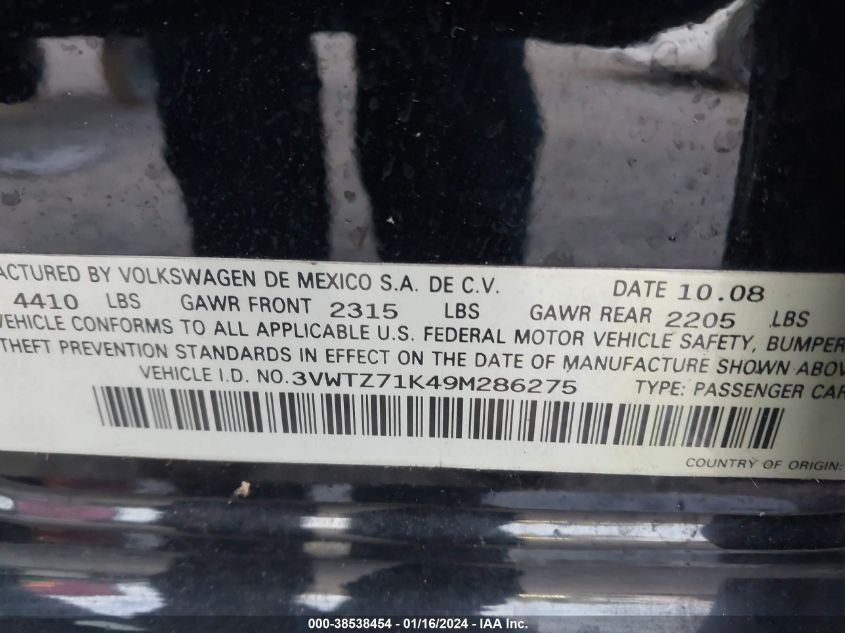 ACTURED BY VOLKSWAGEN DE MEXICO S.A. DE C.V. DATE 10.08
4410 LBS GAWR FRONT 2315 LBS GAWR REAR 2205 LBS
VEHICLE CONFORMS TO ALL APPLICABLE U.S. FEDERAL MOTOR VEHICLE SAFETY, BUMPER
THEFT PREVENTION STANDARDS IN EFFECT ON THE DATE OF MANUFACTURE SHOWN ABOV
VEHICLE I.D. NO. 3VWTZ71K49M286275 TYPE: PASSENGER CAR
COUNTRY OF ORIGIN:
000-38538454 - 01/16/2024 - IAA Inc.